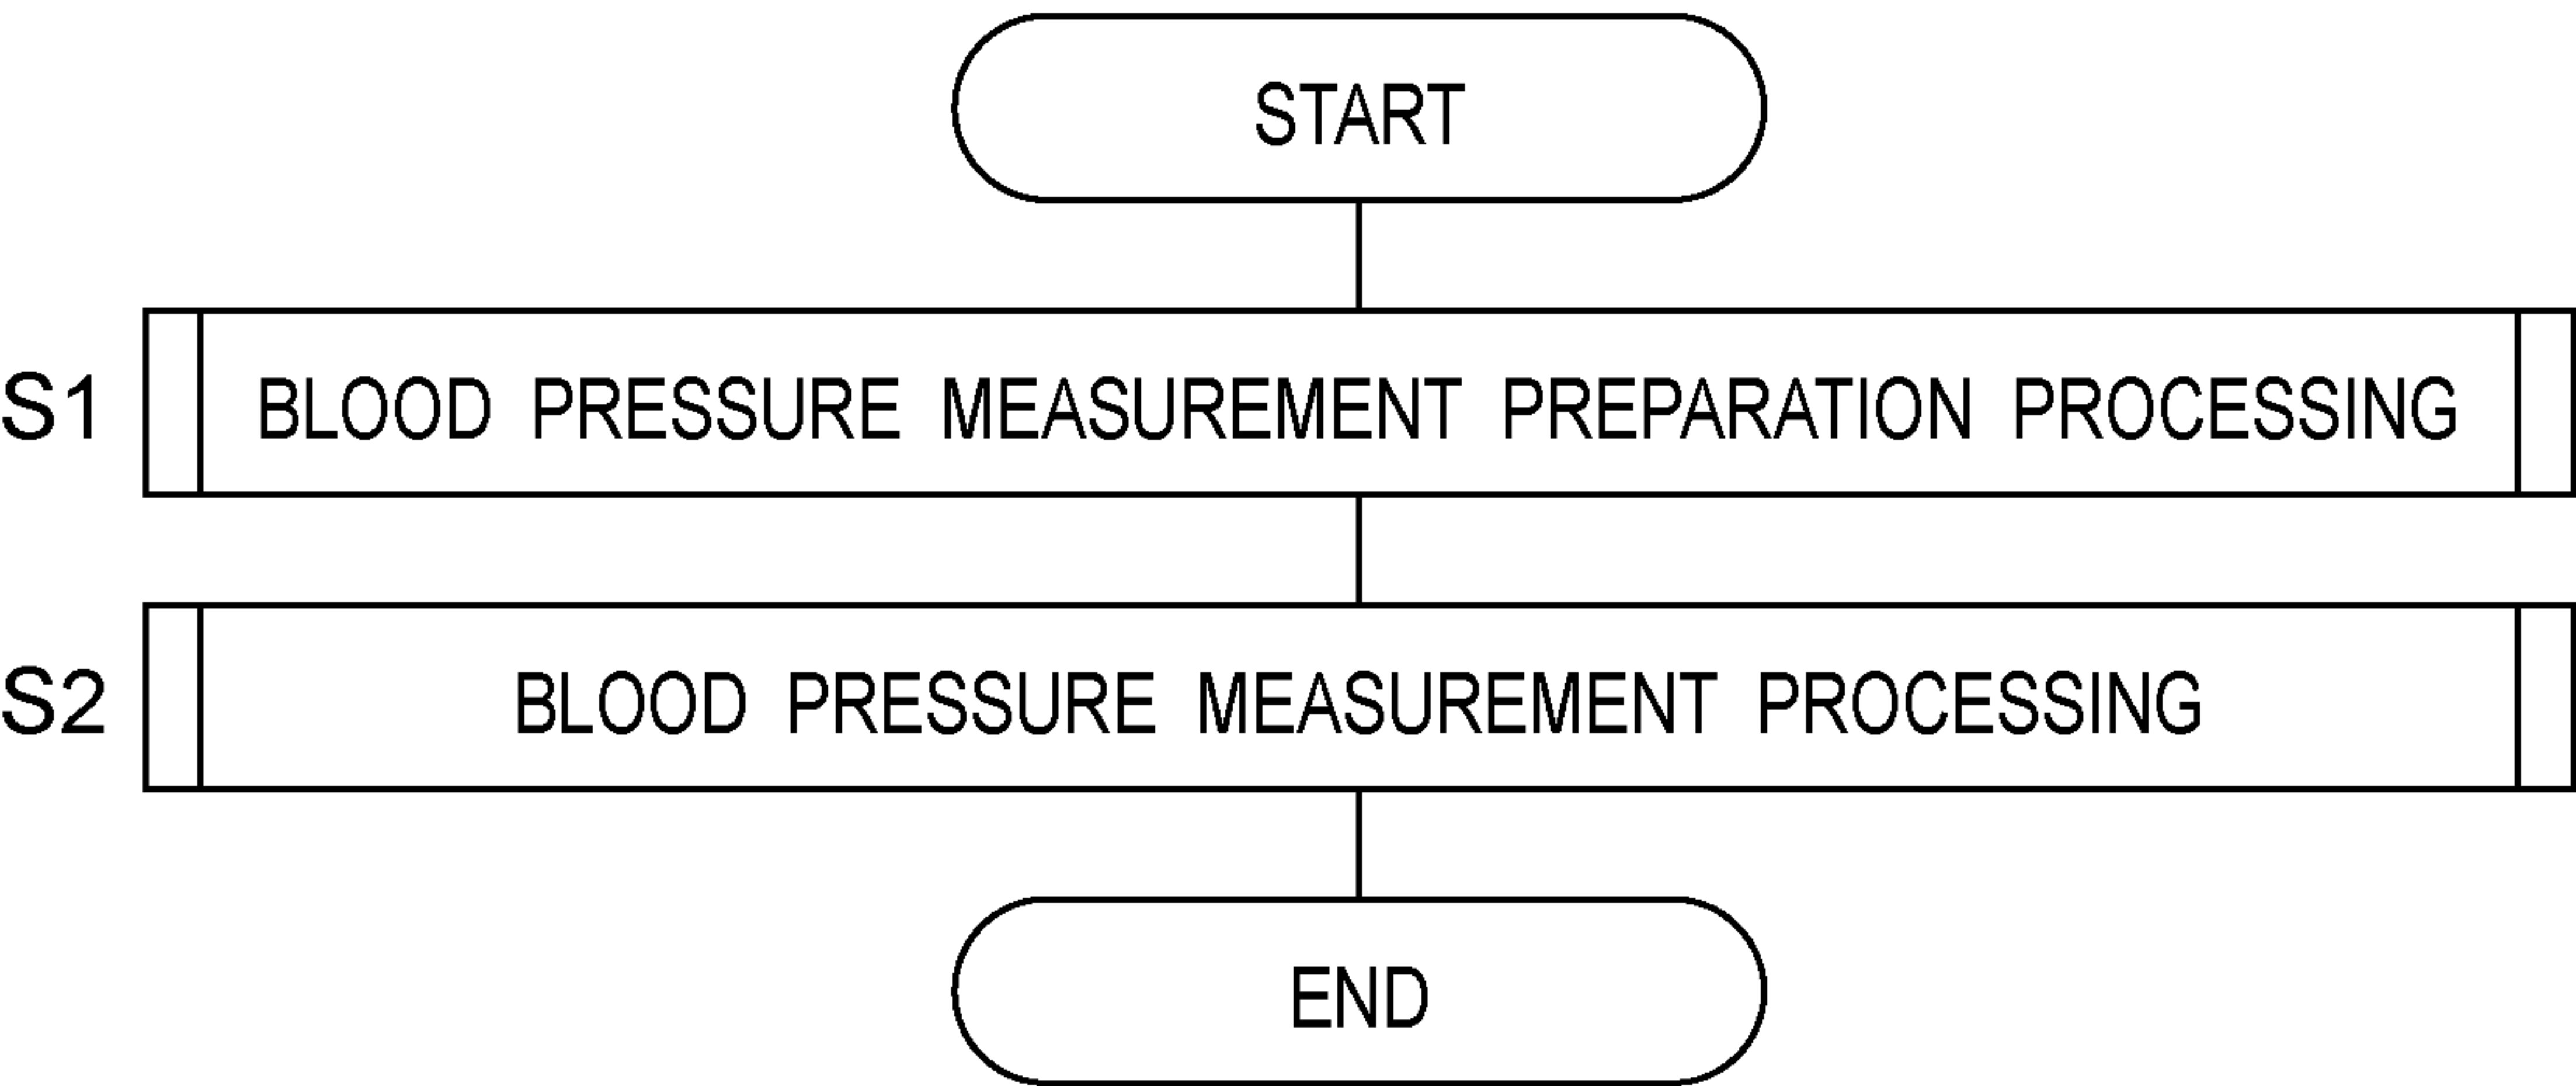 START
S1 BLOOD PRESSURE MEASUREMENT PREPARATION PROCESSING
S2 BLOOD PRESSURE MEASUREMENT PROCESSING
END